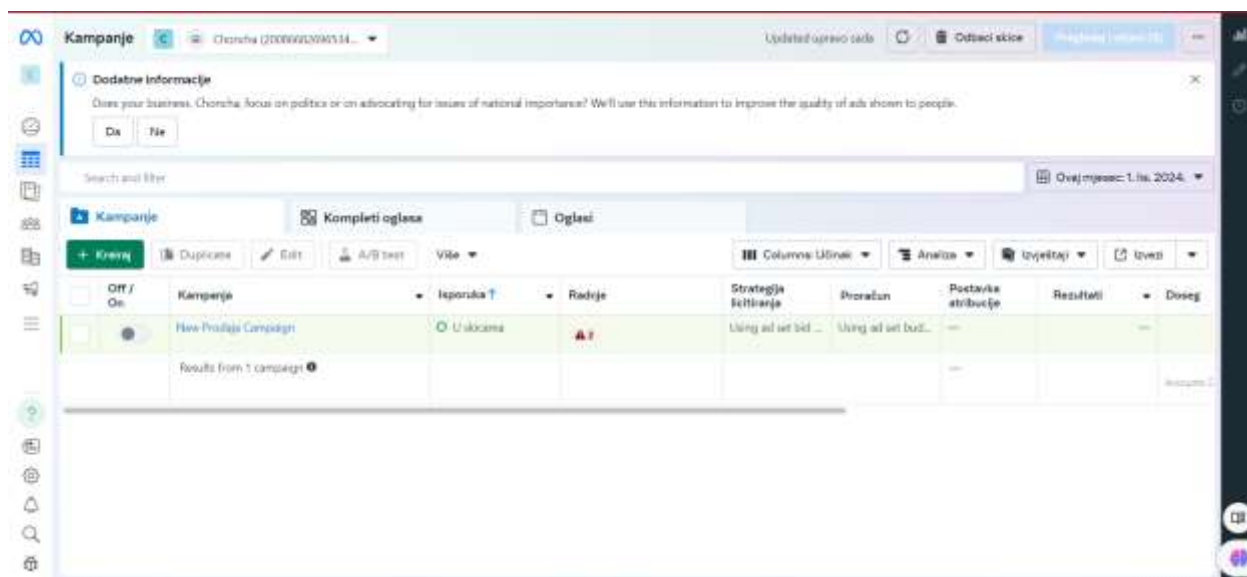 Kampanje
C
Choncha
Updated upravo sada
Odbaci skice
Dodatne informacije
Does your business, Choncha, focus on politics or on advocating for issues of national importance? We'll use this information to improve the quality of ads shown to people.
Da
Ne
Search and filter
Ovaj mjesec: 1. lis. 2024.
Kampanje
Kompleti oglasa
Oglasi
+ Kreiraj
Duplicate
Edit
A/B test
Više
Columns: Učinak
Analiza
Izvještaji
Izvezi
Off / On
Kampanja
Isporuka ↑
Radnje
Strategija licitiranja
Proračun
Postavka atribucije
Rezultati
Doseg
New Prodaja Campaign
U skicama
Using ad set bid ...
Using ad set bud...
—
—
Results from 1 campaign
—